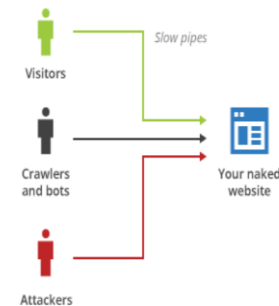 Slow pipes
Visitors
Crawlers
and bots
Your naked
website
Attackers